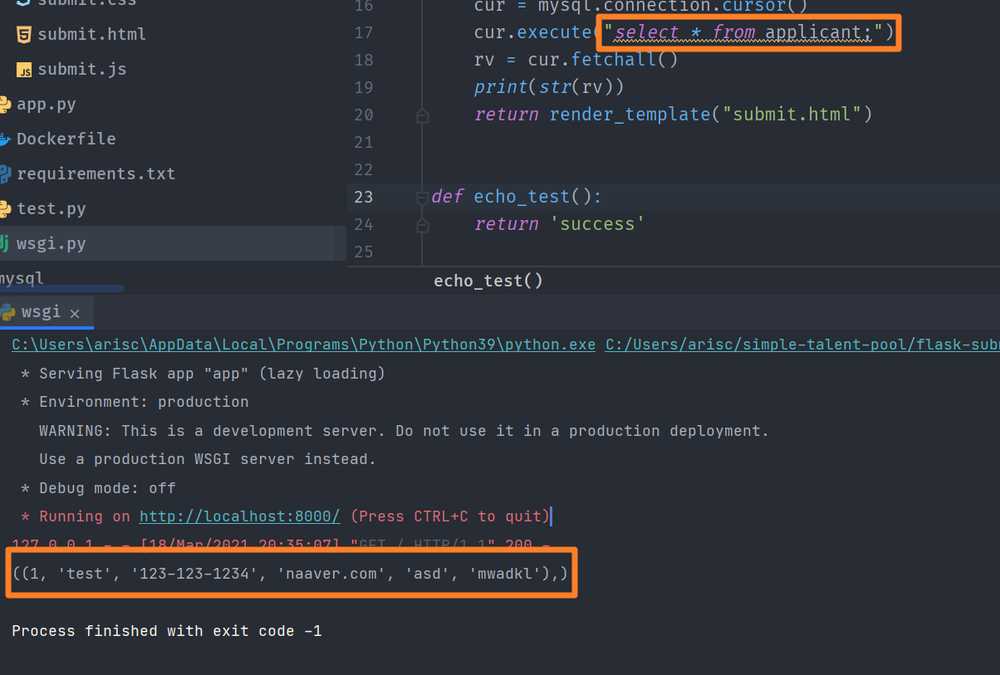 submit.css
submit.html
submit.js
app.py
Dockerfile
requirements.txt
test.py
wsgi.py
mysql
16 cur = mysql.connection.cursor()
17 cur.execute("select * from applicant;")
18 rv = cur.fetchall()
19 print(str(rv))
20 return render_template("submit.html")
21
22
23 def echo_test():
24 return 'success'
25
echo_test()
wsgi ×
C:\Users\arisc\AppData\Local\Programs\Python\Python39\python.exe C:/Users/arisc/simple-talent-pool/flask-sub
* Serving Flask app "app" (lazy loading)
* Environment: production
WARNING: This is a development server. Do not use it in a production deployment.
Use a production WSGI server instead.
* Debug mode: off
* Running on http://localhost:8000/ (Press CTRL+C to quit)
127.0.0.1 - - [18/Mar/2021 20:35:07] "GET / HTTP/1.1" 200 -
((1, 'test', '123-123-1234', 'naaver.com', 'asd', 'mwadkl'),)
Process finished with exit code -1